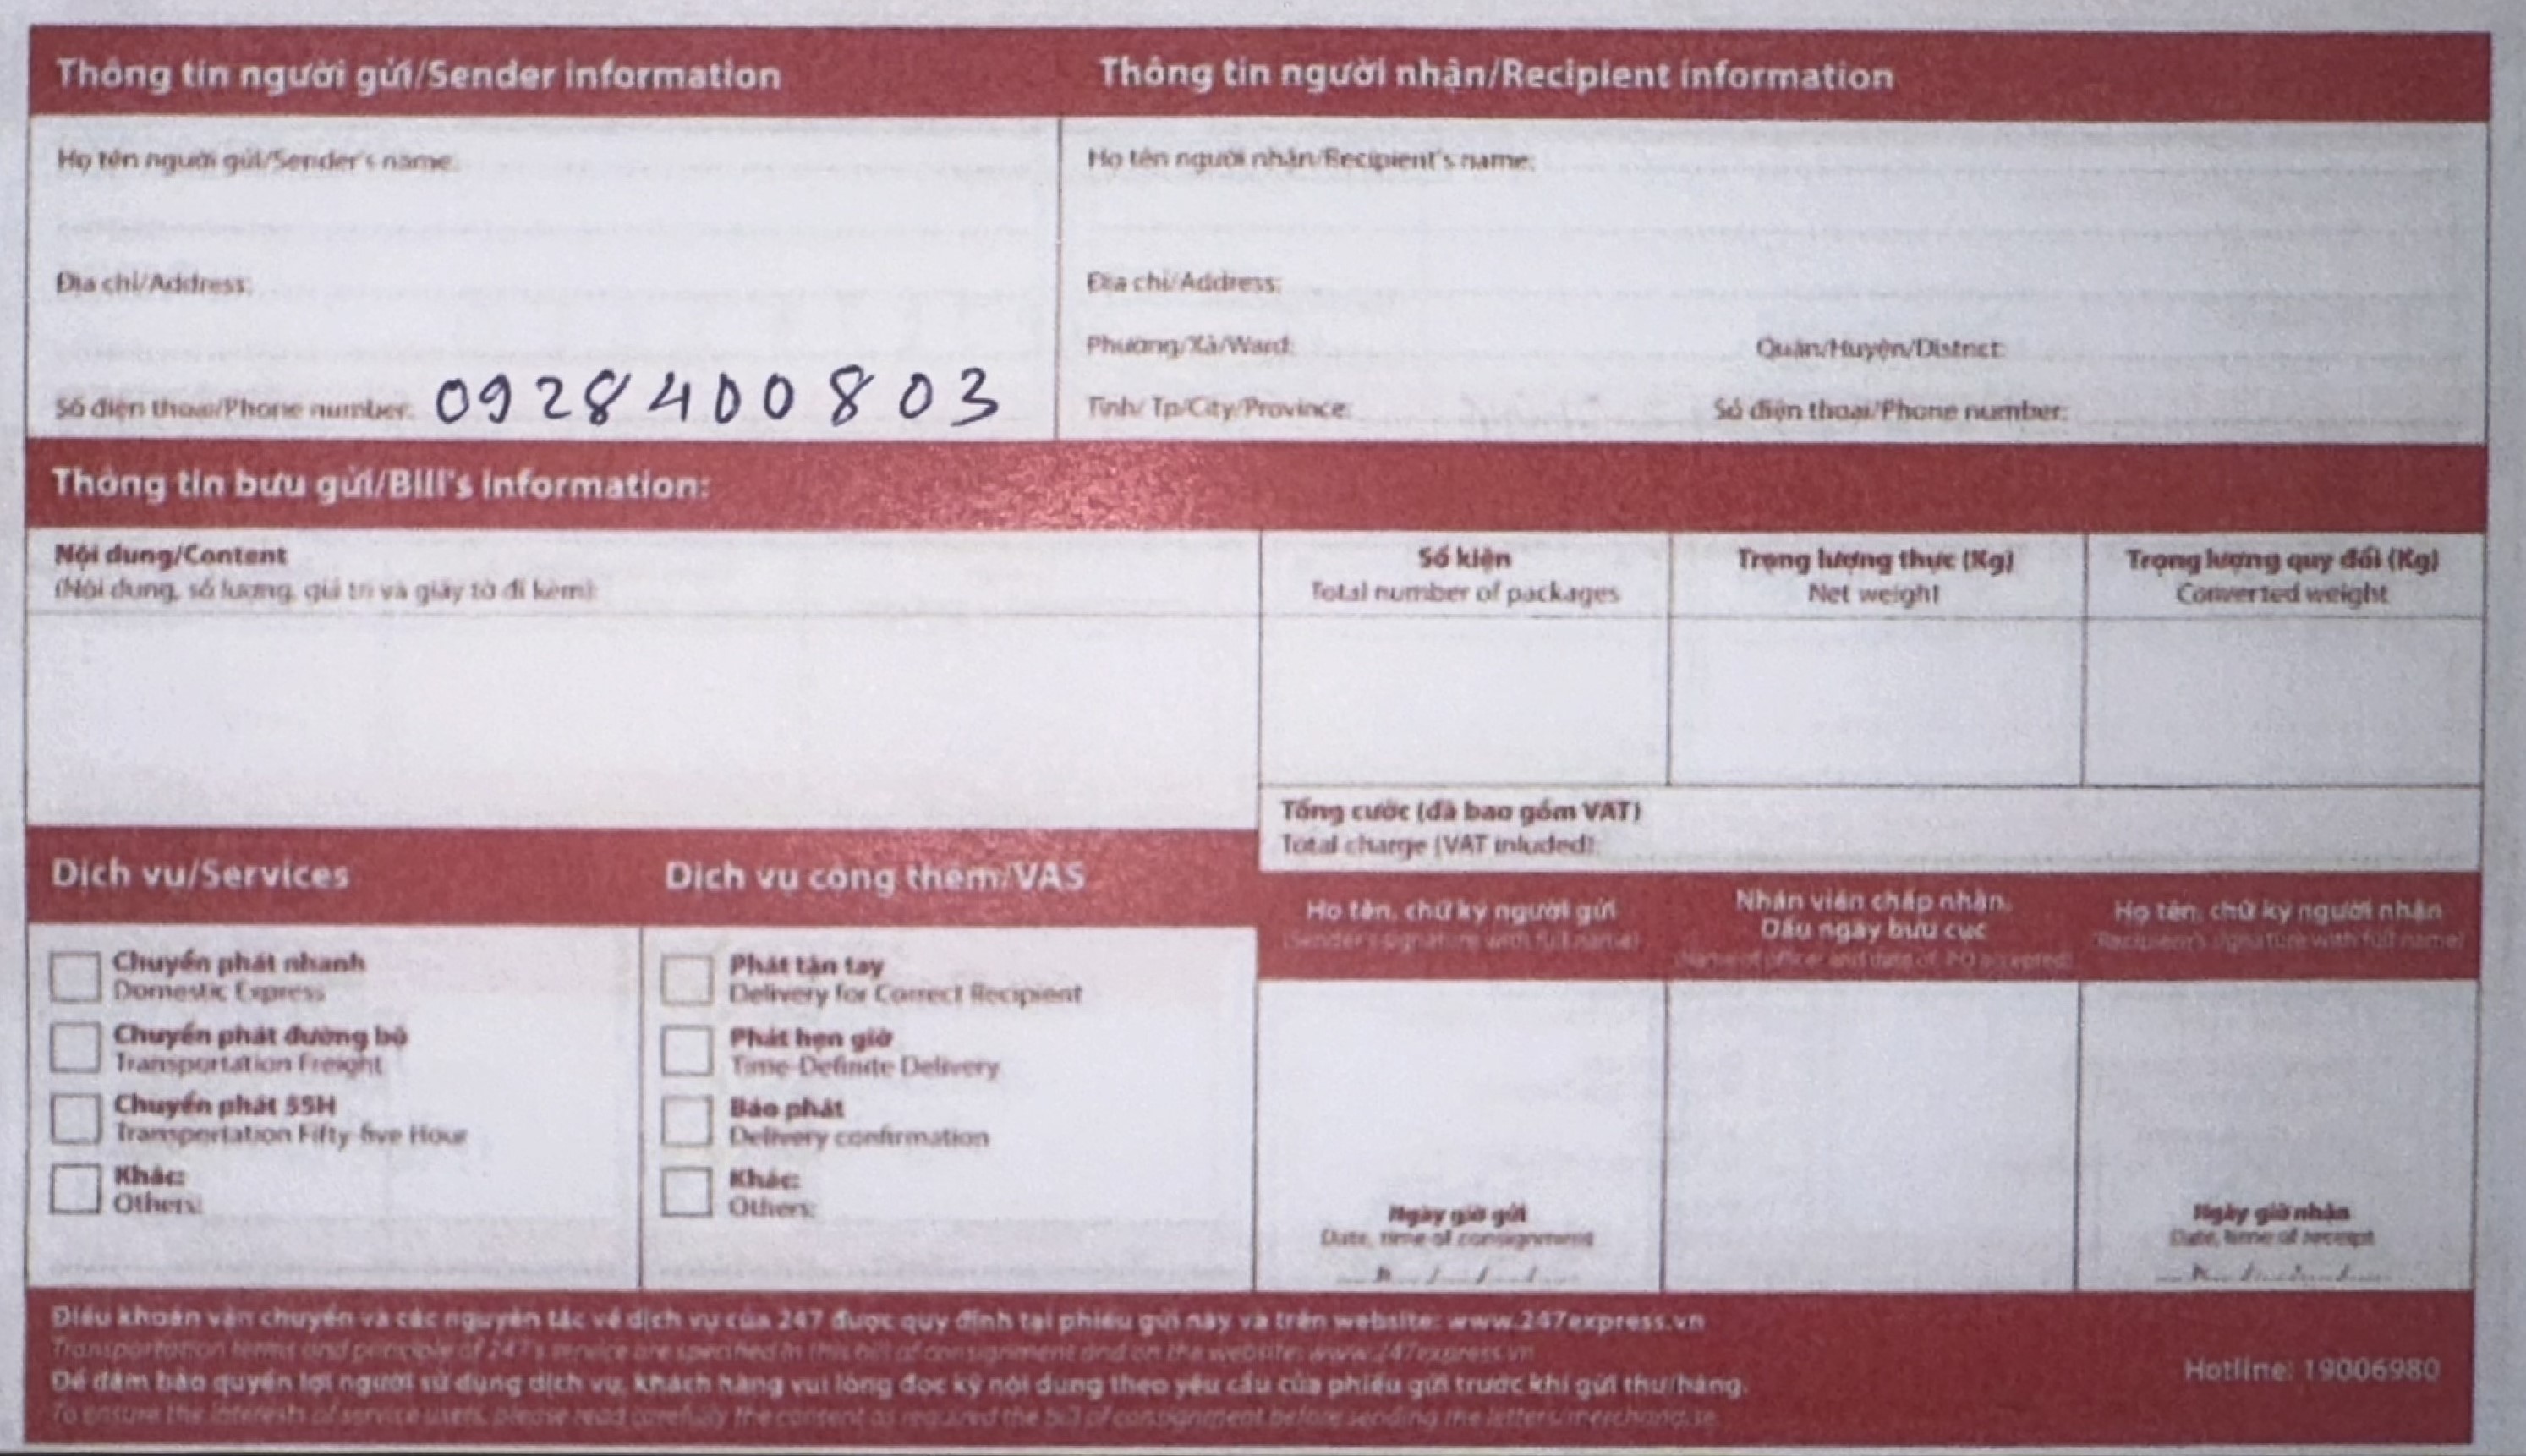 Thông tin người gửi/Sender information
Thông tin người nhận/Recipient information
Họ tên người gửi/Sender's name:
Địa chỉ/Address:
Số điện thoại/Phone number: 0928400803
Họ tên người nhận/Recipient's name:
Địa chỉ/Address:
Phường/Xã/Ward: Quận/Huyện/District:
Tỉnh/ Tp/City/Province: Số điện thoại/Phone number:
Thông tin bưu gửi/Bill's information:
Nội dung/Content
(Nội dung, số lượng, giá trị và giấy tờ đi kèm):
Số kiện
Total number of packages
Trọng lượng thực (Kg)
Net weight
Trọng lượng quy đổi (Kg)
Converted weight
Tổng cước (đã bao gồm VAT)
Total charge (VAT inluded):
Dịch vụ/Services
Chuyển phát nhanh
Domestic Express
Chuyển phát đường bộ
Transportation Freight
Chuyển phát 55H
Transportation Fifty-five Hour
Khác:
Others:
Dịch vụ cộng thêm/VAS
Phát tận tay
Delivery for Correct Recipient
Phát hẹn giờ
Time-Definite Delivery
Báo phát
Delivery confirmation
Khác:
Others:
Họ tên, chữ ký người gửi
(Sender's signature with full name)
Ngày giờ gửi
Date, time of consignment
h / / /
Nhân viên chấp nhận,
Dấu ngày bưu cục
(Name of officer and date of PO accepted)
Họ tên, chữ ký người nhận
(Recipient's signature with full name)
Ngày giờ nhận
Date, time of receipt
h / / /
Điều khoản vận chuyển và các nguyên tắc về dịch vụ của 247 được quy định tại phiếu gửi này và trên website: www.247express.vn
Transportation terms and principle of 247's service are specified in this bill of consignment and on the website: www.247express.vn
Để đảm bảo quyền lợi người sử dụng dịch vụ, khách hàng vui lòng đọc kỹ nội dung theo yêu cầu của phiếu gửi trước khi gửi thư/hàng.
To ensure the interests of service users, please read carefully the content as required the bill of consignment before sending the letters/merchandise.
Hotline: 19006980